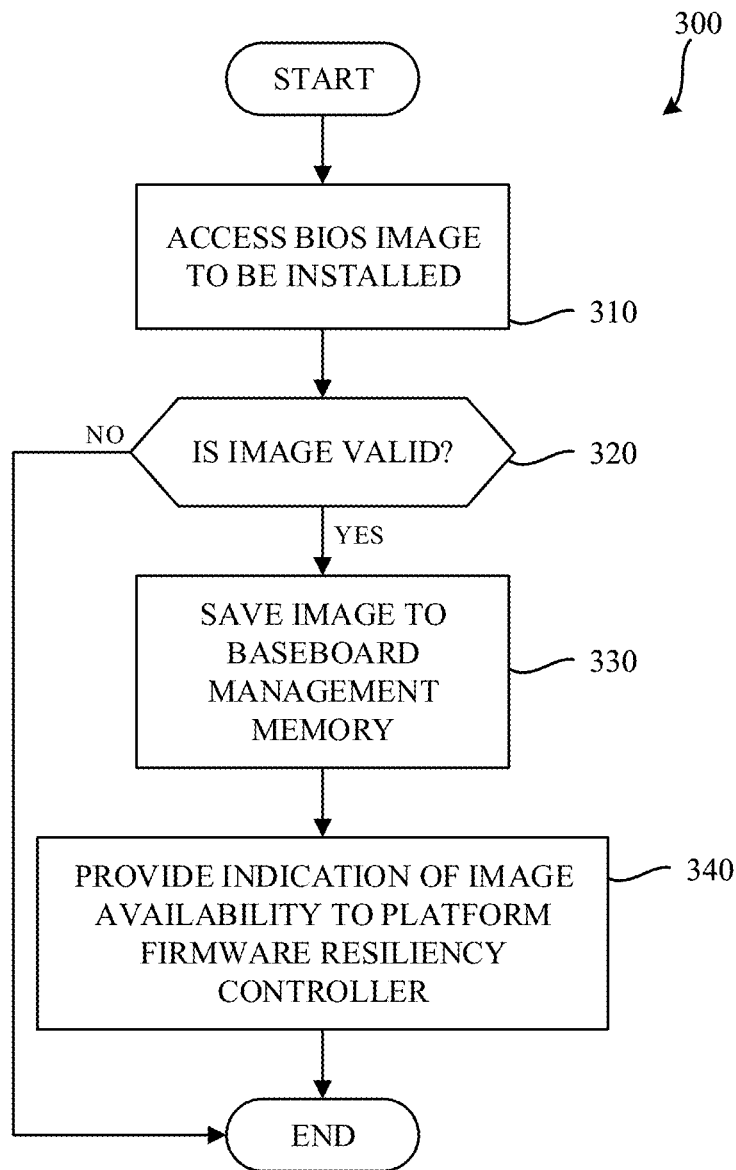 300
START
ACCESS BIOS IMAGE
TO BE INSTALLED
310
NO
IS IMAGE VALID?
320
YES
SAVE IMAGE TO
BASEBOARD
MANAGEMENT
MEMORY
330
PROVIDE INDICATION OF IMAGE
AVAILABILITY TO PLATFORM
FIRMWARE RESILIENCY
CONTROLLER
340
END